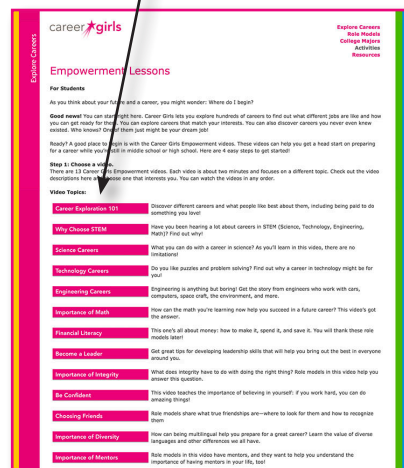 career girls
Explore Careers
Role Models
College Majors
Activities
Resources
Explore Careers
Empowerment Lessons
For Students
As you think about your future and a career, you might wonder: Where do I begin?
Good news! You can start right here. Career Girls lets you explore hundreds of careers to find out what different jobs are like and how
you can get ready for them. You can explore careers that match your interests. You can also discover careers you never even knew
existed. Who knows? One of them just might be your dream job!
Ready? A good place to begin is with the Career Girls Empowerment videos. These videos can help you get a head start on preparing
for a career while you're still in middle school or high school. Here are 4 easy steps to get started!
Step 1: Choose a video.
There are 13 Career Girls Empowerment videos. Each video is about two minutes and focuses on a different topic. Check out the video
descriptions here and choose one that interests you. You can watch the videos in any order.
Video Topics:
Career Exploration 101
Discover different careers and what people like best about them, including being paid to do
something you love!
Why Choose STEM
Have you been hearing a lot about careers in STEM (Science, Technology, Engineering,
Math)? Find out why!
Science Careers
What you can do with a career in science? As you'll learn in this video, there are no
limitations!
Technology Careers
Do you like puzzles and problem solving? Find out why a career in technology might be for
you!
Engineering Careers
Engineering is anything but boring! Get the story from engineers who work with cars,
computers, space craft, the environment, and more.
Importance of Math
How can the math you're learning now help you succeed in a future career? This video's got
the answer.
Financial Literacy
This one's all about money: how to make it, spend it, and save it. You will thank these role
models later!
Become a Leader
Get great tips for developing leadership skills that will help you bring out the best in everyone
around you.
Importance of Integrity
What does integrity have to do with doing the right thing? Role models in this video help you
answer this question.
Be Confident
This video teaches the importance of believing in yourself: if you work hard, you can do
amazing things!
Choosing Friends
Role models share what true friendships are—where to look for them and how to recognize
them
Importance of Diversity
How can being multilingual help you prepare for a great career? Learn the value of diverse
languages and other differences we all have.
Importance of Mentors
Role models in this video have mentors, and they want to help you understand the
importance of having mentors in your life, too!